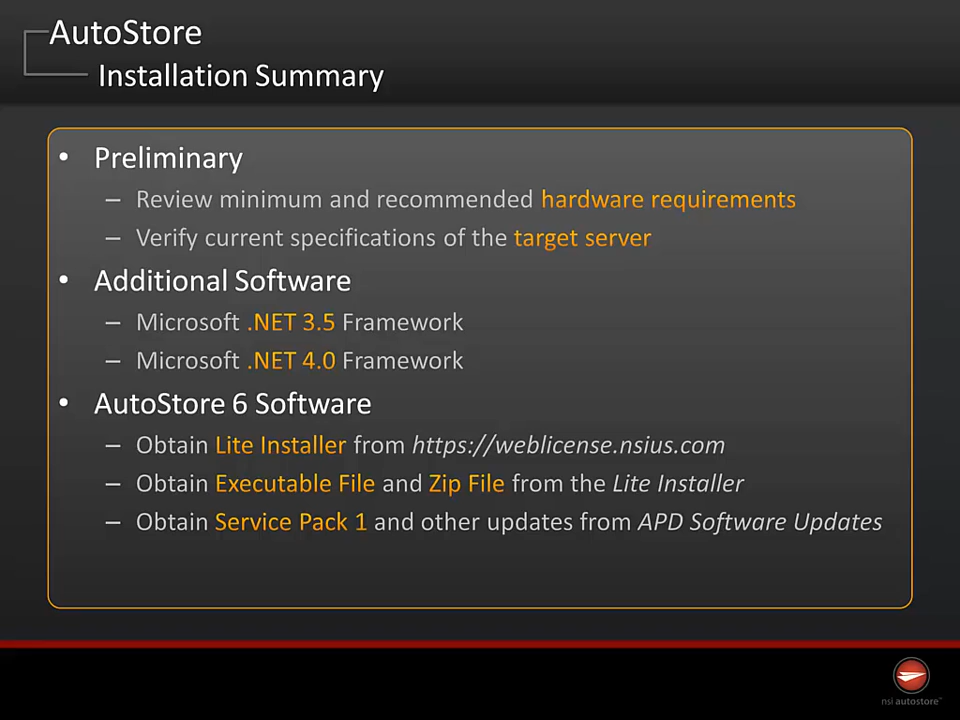 AutoStore
Installation Summary
• Preliminary
– Review minimum and recommended hardware requirements
– Verify current specifications of the target server
• Additional Software
– Microsoft .NET 3.5 Framework
– Microsoft .NET 4.0 Framework
• AutoStore 6 Software
– Obtain Lite Installer from https://weblicense.nsius.com
– Obtain Executable File and Zip File from the Lite Installer
– Obtain Service Pack 1 and other updates from APD Software Updates
nsi autostore™